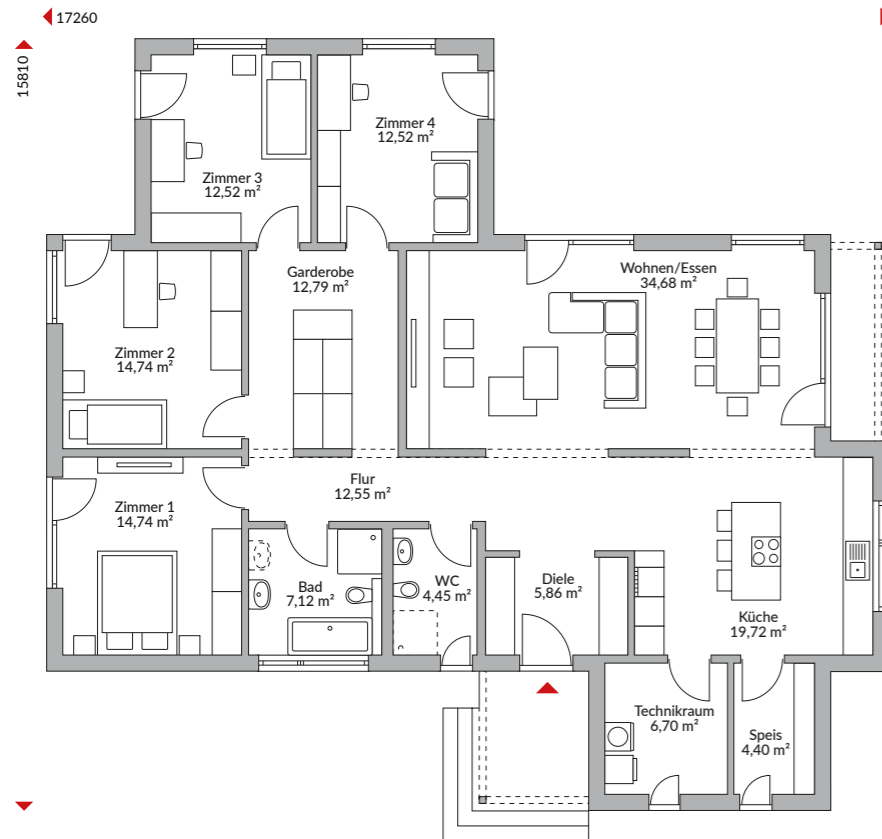 17260
15810
Zimmer 4
12,52 m²
Zimmer 3
12,52 m²
Garderobe
12,79 m²
Wohnen/Essen
34,68 m²
Zimmer 2
14,74 m²
Flur
12,55 m²
Zimmer 1
14,74 m²
Bad
7,12 m²
WC
4,45 m²
Diele
5,86 m²
Küche
19,72 m²
Technikraum
6,70 m²
Speis
4,40 m²